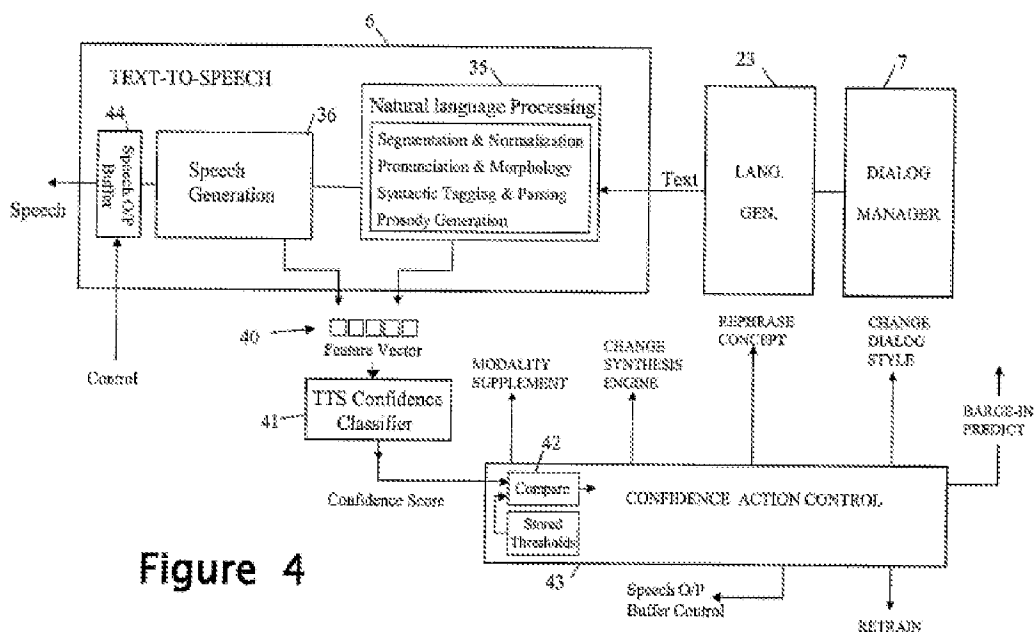 6
TEXT-TO-SPEECH
44
Speech O/P
Buffer
36
Speech
Generation
35
Natural language Processing
Segmentation & Normalization
Pronunciation & Morphology
Syntactic Tagging & Parsing
Prosody Generation
23
LANG.
GEN.
7
DIALOG
MANAGER
Text
Speech
Control
40
Feature Vector
41
TTS Confidence
Classifier
Confidence Score
MODALITY
SUPPLEMENT
CHANGE
SYNTHESIS
ENGINE
REPHRASE
CONCEPT
CHANGE
DIALOG
STYLE
BARGE-IN
PREDICT
42
Compare
Stored
Thresholds
CONFIDENCE ACTION CONTROL
43
Speech O/P
Buffer Control
RETRAIN
Figure 4